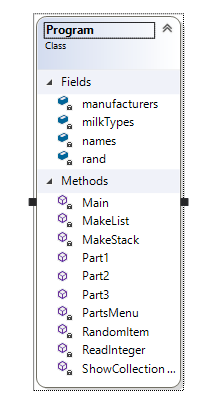 Program
Class
Fields
manufacturers
milkTypes
names
rand
Methods
Main
MakeList
MakeStack
Part1
Part2
Part3
PartsMenu
RandomItem
ReadInteger
ShowCollection ...